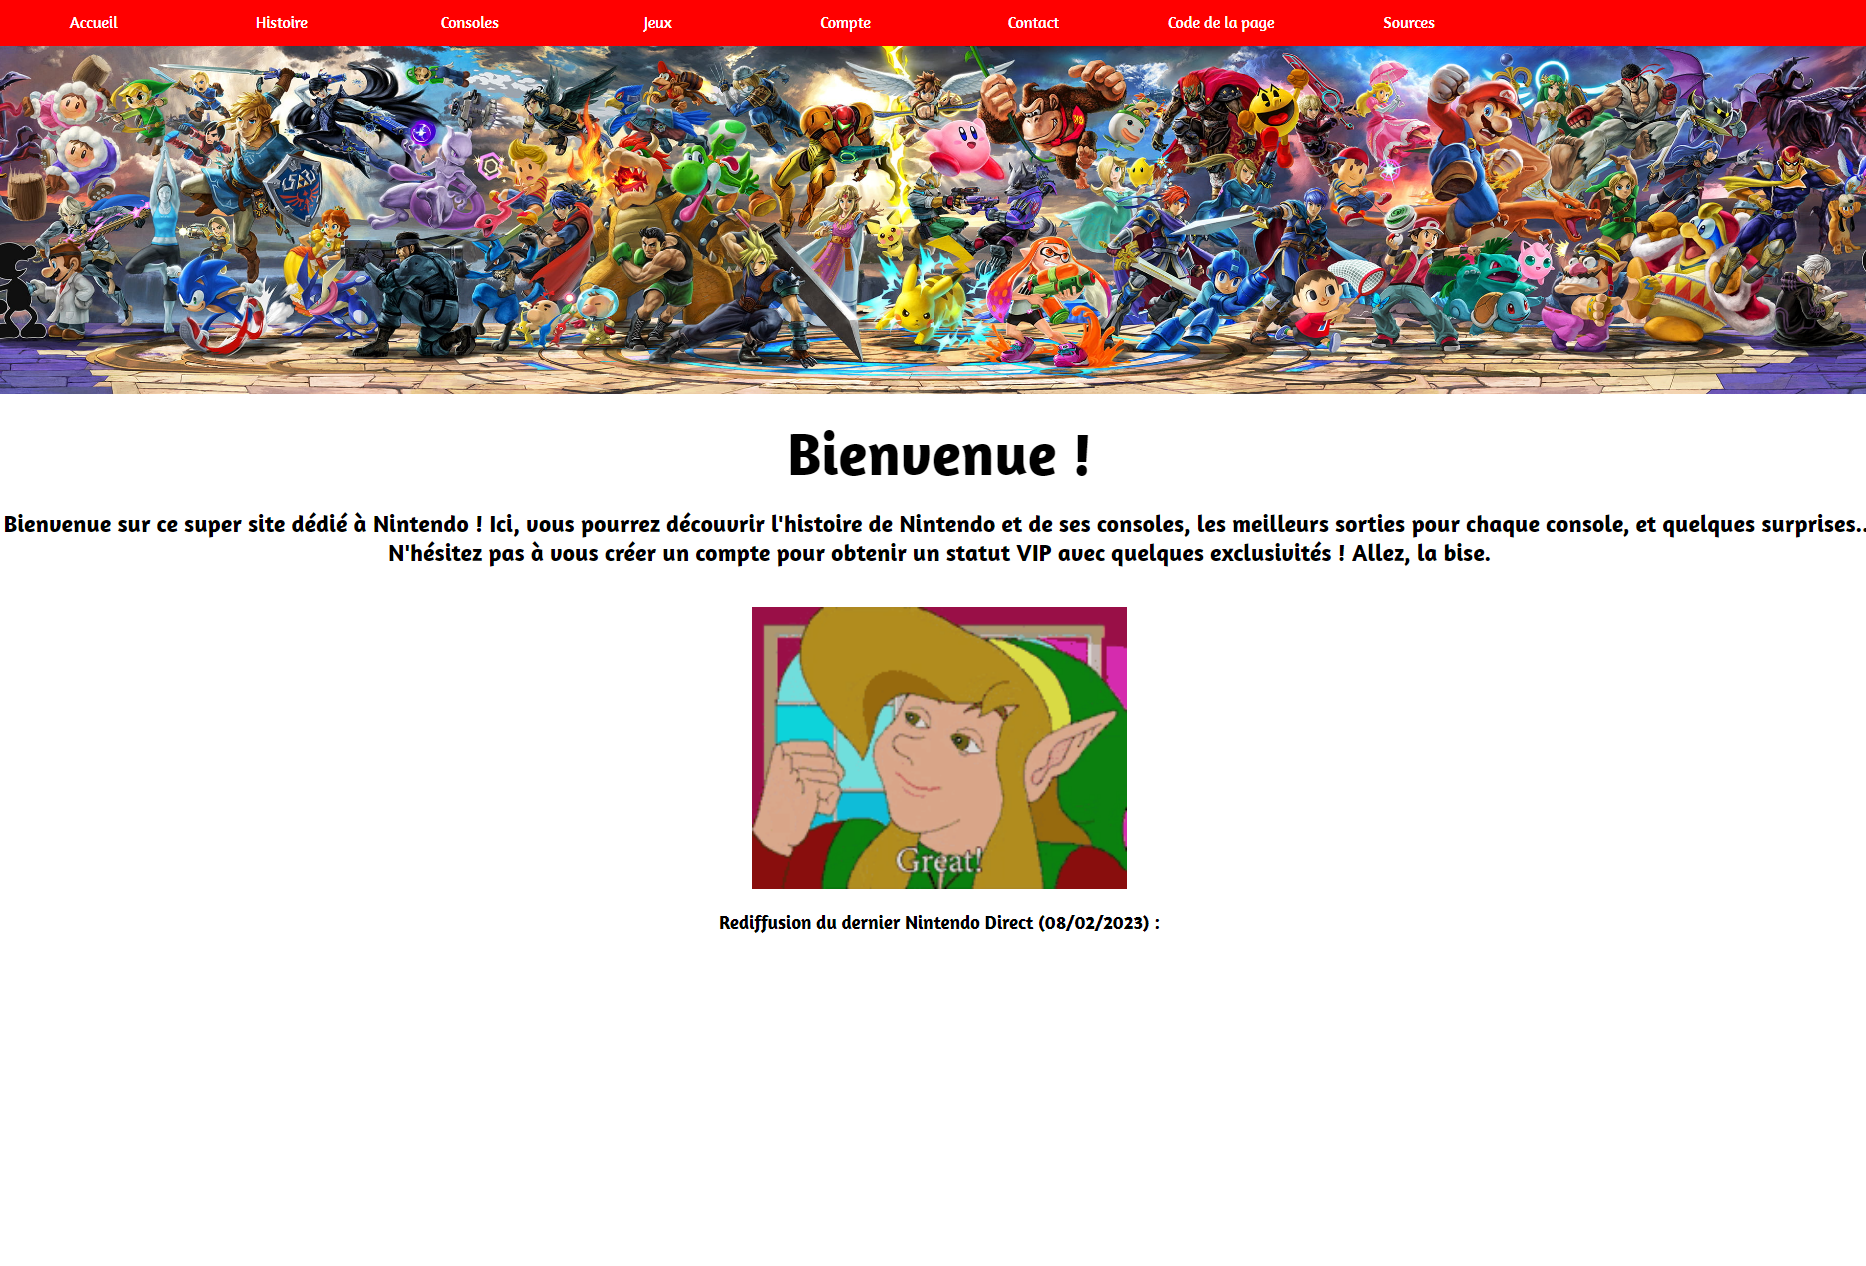 Accueil Histoire Consoles Jeux Compte Contact Code de la page Sources
Bienvenue !
Bienvenue sur ce super site dédié à Nintendo ! Ici, vous pourrez découvrir l'histoire de Nintendo et de ses consoles, les meilleurs sorties pour chaque console, et quelques surprises..
N'hésitez pas à vous créer un compte pour obtenir un statut VIP avec quelques exclusivités ! Allez, la bise.
Great!
Rediffusion du dernier Nintendo Direct (08/02/2023) :